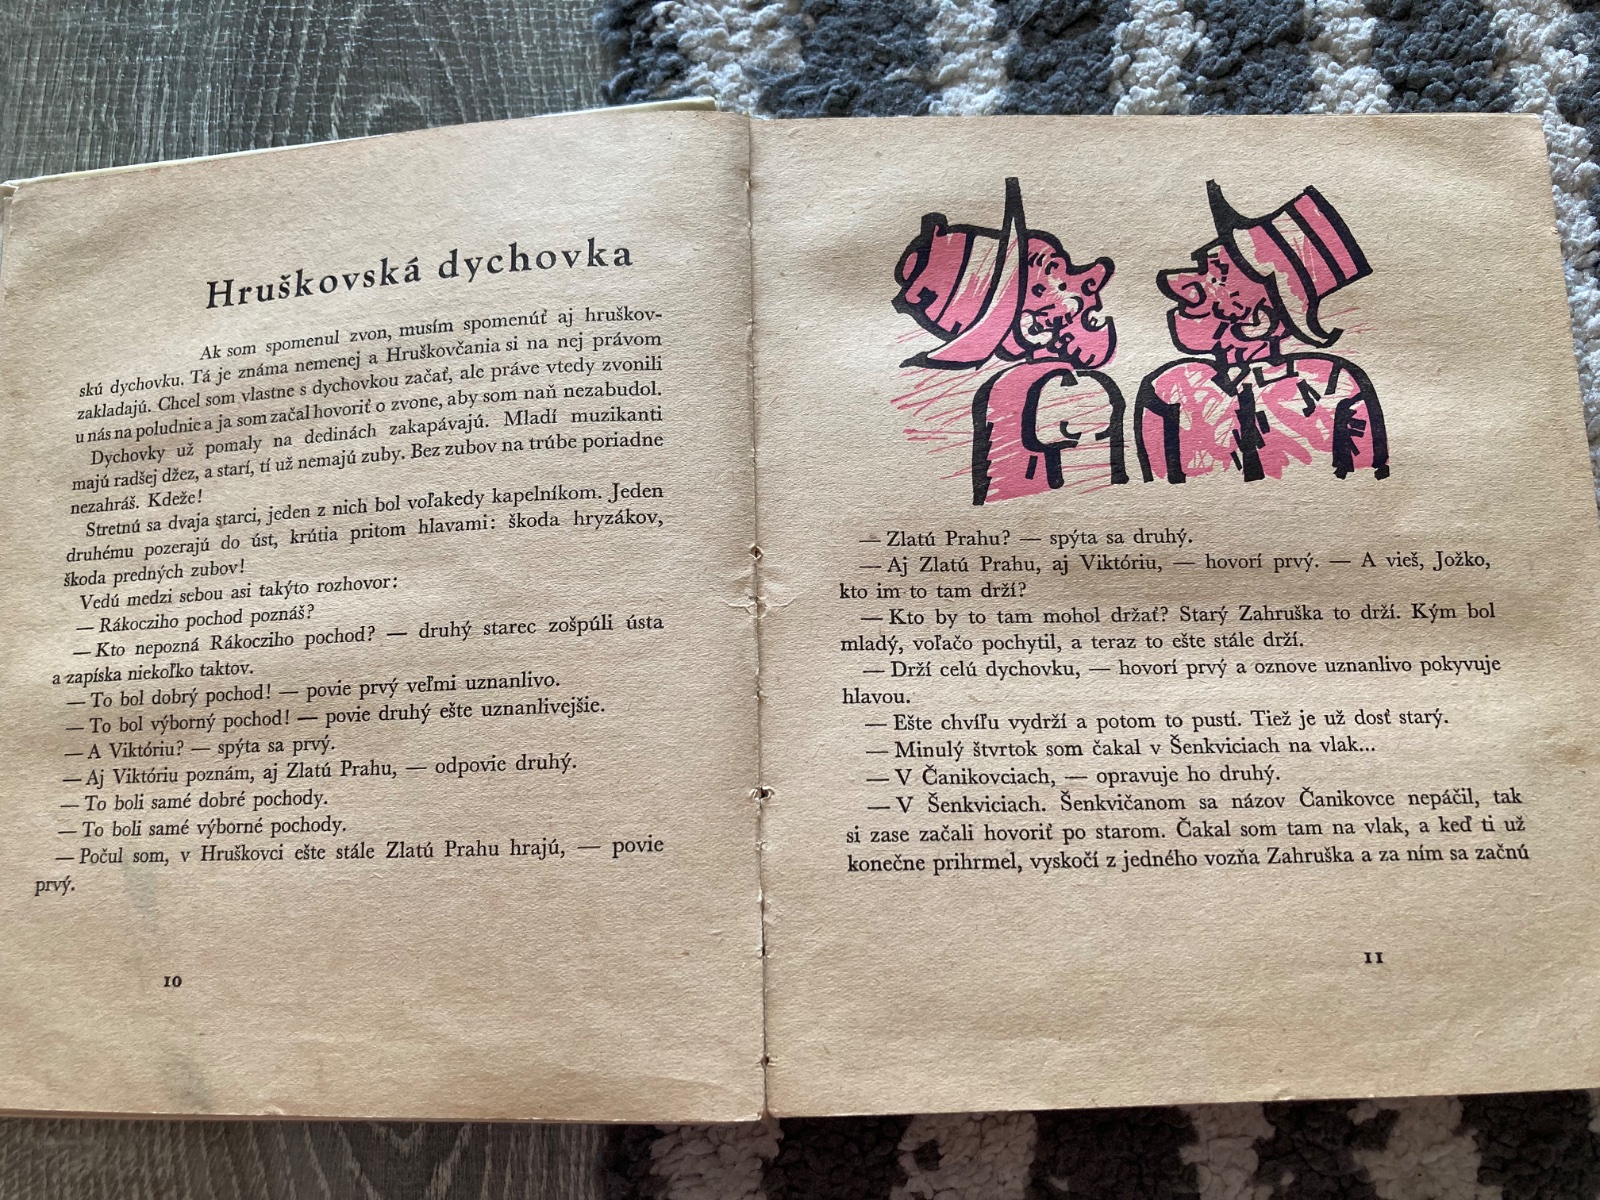 Hruškovská dychovka
Ak som spomenul zvon, musím spomenúť aj hruškov-
skú dychovku. Tá je známa nemenej a Hruškovčania si na nej právom
zakladajú. Chcel som vlastne s dychovkou začať, ale práve vtedy zvonili
u nás na poludnie a ja som začal hovoriť o zvone, aby som naň nezabudol.
Dychovky už pomaly na dedinách zakapávajú. Mladí muzikanti
majú radšej džez, a starí, tí už nemajú zuby. Bez zubov na trúbe poriadne
nezahráš. Kdeže!
Stretnú sa dvaja starci, jeden z nich bol voľakedy kapelníkom. Jeden
druhému pozerajú do úst, krútia pritom hlavami: škoda hryzákov,
škoda predných zubov!
Vedú medzi sebou asi takýto rozhovor:
— Rákocziho pochod poznáš?
— Kto nepozná Rákocziho pochod? — druhý starec zošpúli ústa
a zapíska niekoľko taktov.
— To bol dobrý pochod! — povie prvý veľmi uznanlivo.
— To bol výborný pochod! — povie druhý ešte uznanlivejšie.
— A Viktóriu? — spýta sa prvý.
— Aj Viktóriu poznám, aj Zlatú Prahu, — odpovie druhý.
— To boli samé dobré pochody.
— To boli samé výborné pochody.
— Počul som, v Hruškovci ešte stále Zlatú Prahu hrajú, — povie
prvý.
10
— Zlatú Prahu? — spýta sa druhý.
— Aj Zlatú Prahu, aj Viktóriu, — hovorí prvý. — A vieš, Jožko,
kto im to tam drží?
— Kto by to tam mohol držať? Starý Zahruška to drží. Kým bol
mladý, voľačo pochytil, a teraz to ešte stále drží.
— Drží celú dychovku, — hovorí prvý a oznove uznanlivo pokyvuje
hlavou.
— Ešte chvíľu vydrží a potom to pustí. Tiež je už dosť starý.
— Minulý štvrtok som čakal v Šenkviciach na vlak...
— V Čanikovciach, — opravuje ho druhý.
— V Šenkviciach. Šenkvičanom sa názov Čanikovce nepáčil, tak
si zase začali hovoriť po starom. Čakal som tam na vlak, a keď ti už
konečne prihrmel, vyskočí z jedného vozňa Zahruška a za ním sa začnú
11